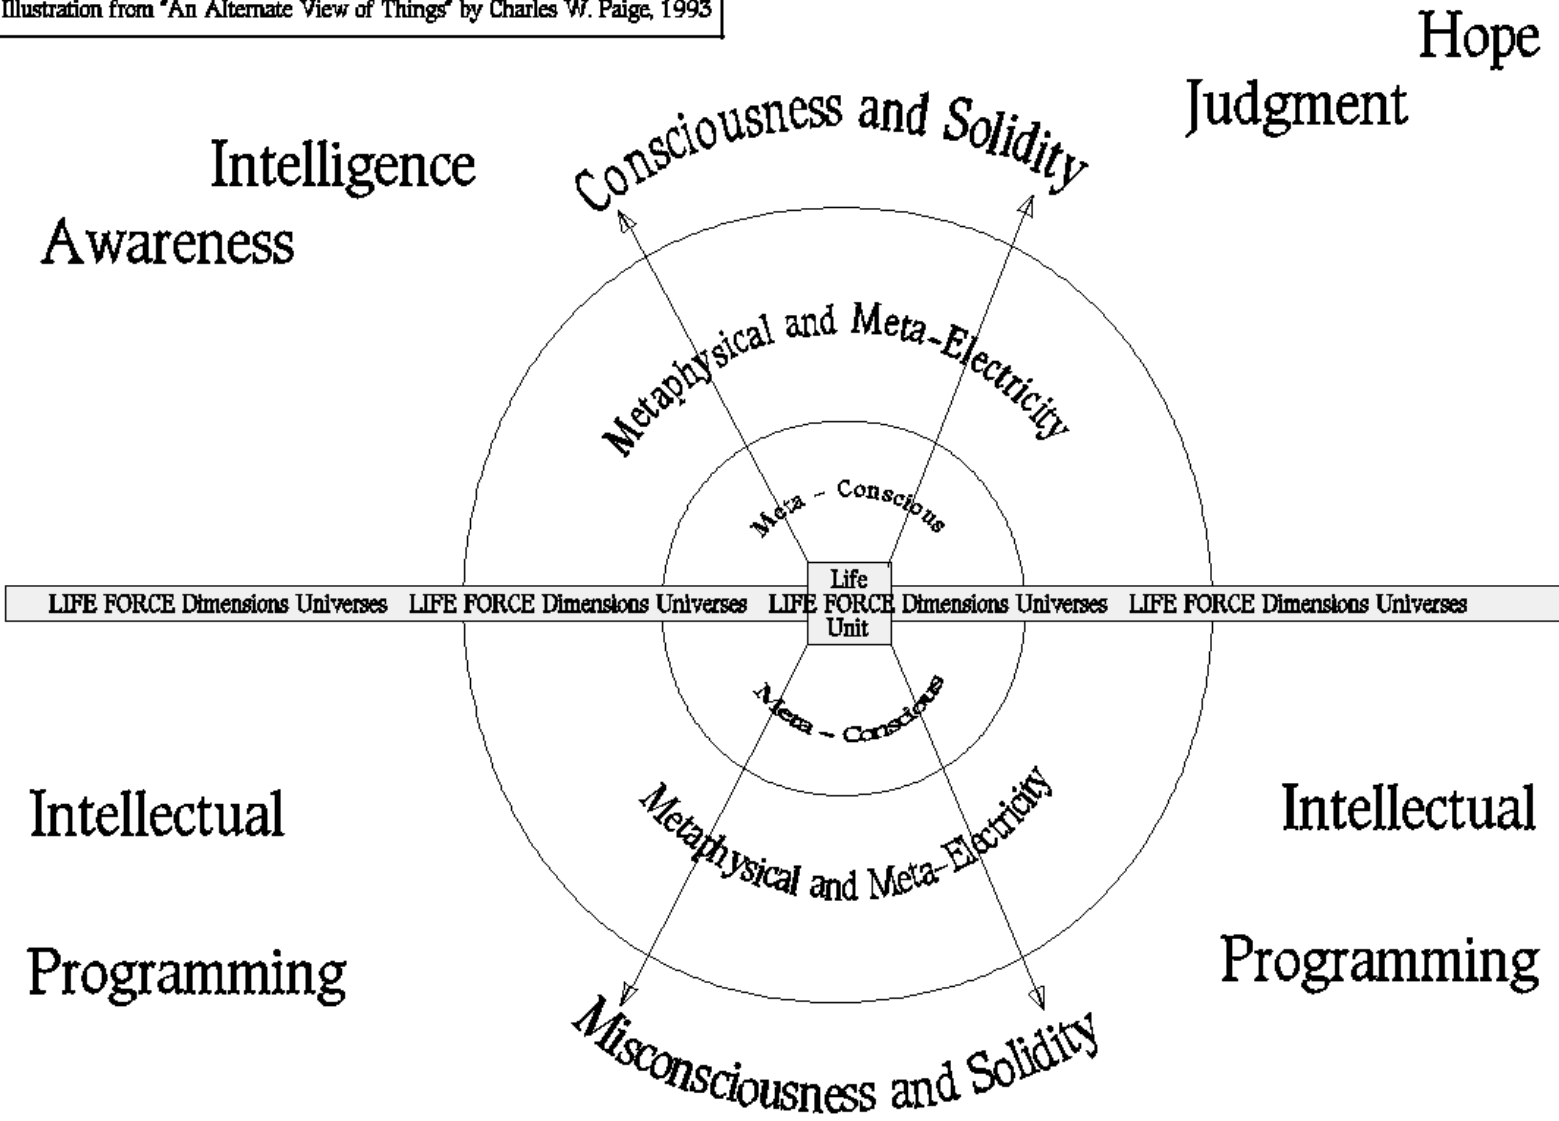 Illustration from "An Alternate View of Things" by Charles W. Paige, 1993
Hope
Judgment
Consciousness and Solidity
Intelligence
Awareness
Metaphysical and Meta-Electricity
Meta - Conscious
Life
LIFE FORCE Dimensions Universes LIFE FORCE Dimensions Universes LIFE FORCE Dimensions Universes LIFE FORCE Dimensions Universes
Unit
Meta - Conscious
Metaphysical and Meta-Electricity
Intellectual
Intellectual
Programming
Programming
Misconsciousness and Solidity